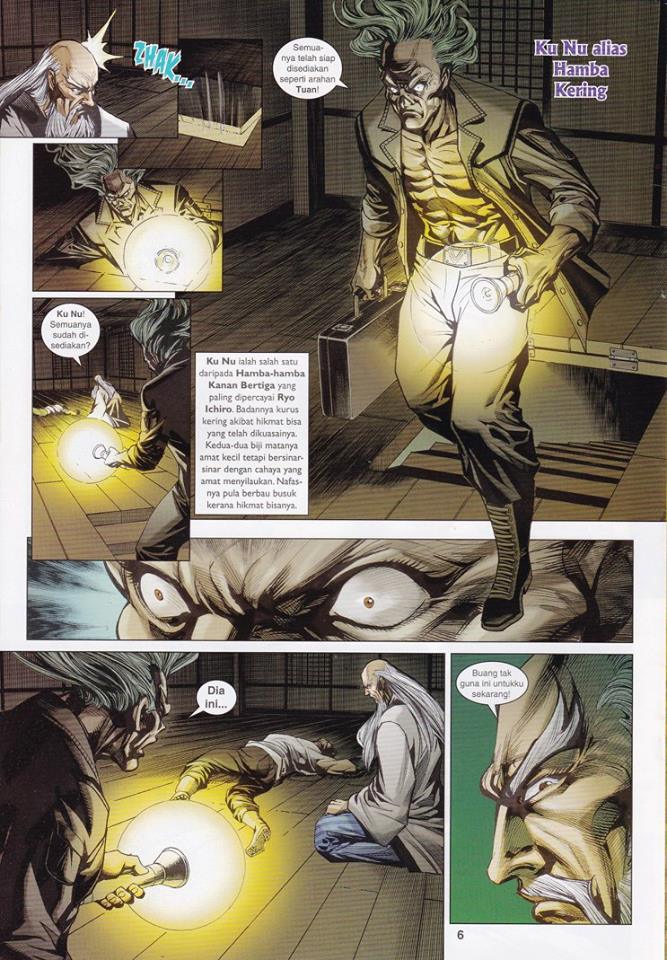 ZHAK...
Semua-
nya telah siap
disediakan
seperti arahan
Tuan!
Ku Nu alias
Hamba
Kering
Ku Nu!
Semuanya
sudah di-
sediakan?
Ku Nu ialah salah satu
daripada Hamba-hamba
Kanan Bertiga yang
paling dipercayai Ryo
Ichiro. Badannya kurus
kering akibat hikmat bisa
yang telah dikuasainya.
Kedua-dua biji matanya
amat kecil tetapi bersinar-
sinar dengan cahaya yang
amat menyilaukan. Nafas-
nya pula berbau busuk
kerana hikmat bisanya.
Dia
ini...
Buang tak
guna ini untukku
sekarang!
6